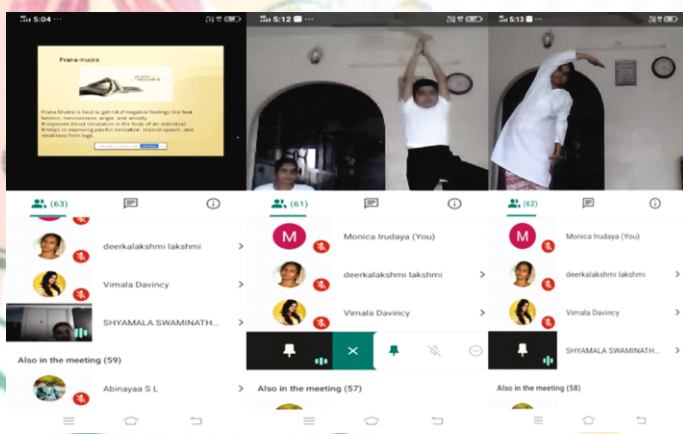 5:04
Prana mudra
Prana Mudra is best to get rid of negative feelings like fear
tension, nervousness, anger, and anxiety.
It improves blood circulation in the body of an individual.
It helps in expressing painful sensation, muscle spasm, and
weakness from legs.
(63)
deerkalakshmi lakshmi
Vimala Davincy
SHYAMALA SWAMINATH...
Also in the meeting (59)
Abinayaa S L
5:12
(61)
M
Monica Irudaya (You)
deerkalakshmi lakshmi
Vimala Davincy
Also in the meeting (57)
5:13
(62)
M
Monica Irudaya (You)
deerkalakshmi lakshmi
Vimala Davincy
SHYAMALA SWAMINATH..
Also in the meeting (58)